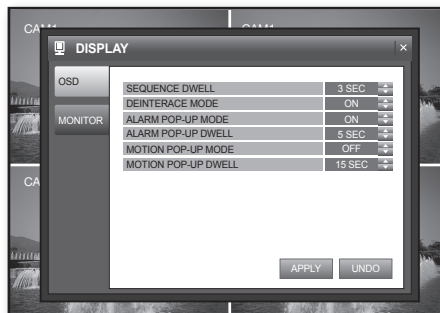 CAM1
DISPLAY
×
OSD
MONITOR
SEQUENCE DWELL 3 SEC
DEINTERACE MODE ON
ALARM POP-UP MODE ON
ALARM POP-UP DWELL 5 SEC
MOTION POP-UP MODE OFF
MOTION POP-UP DWELL 15 SEC
CA
APPLY UNDO